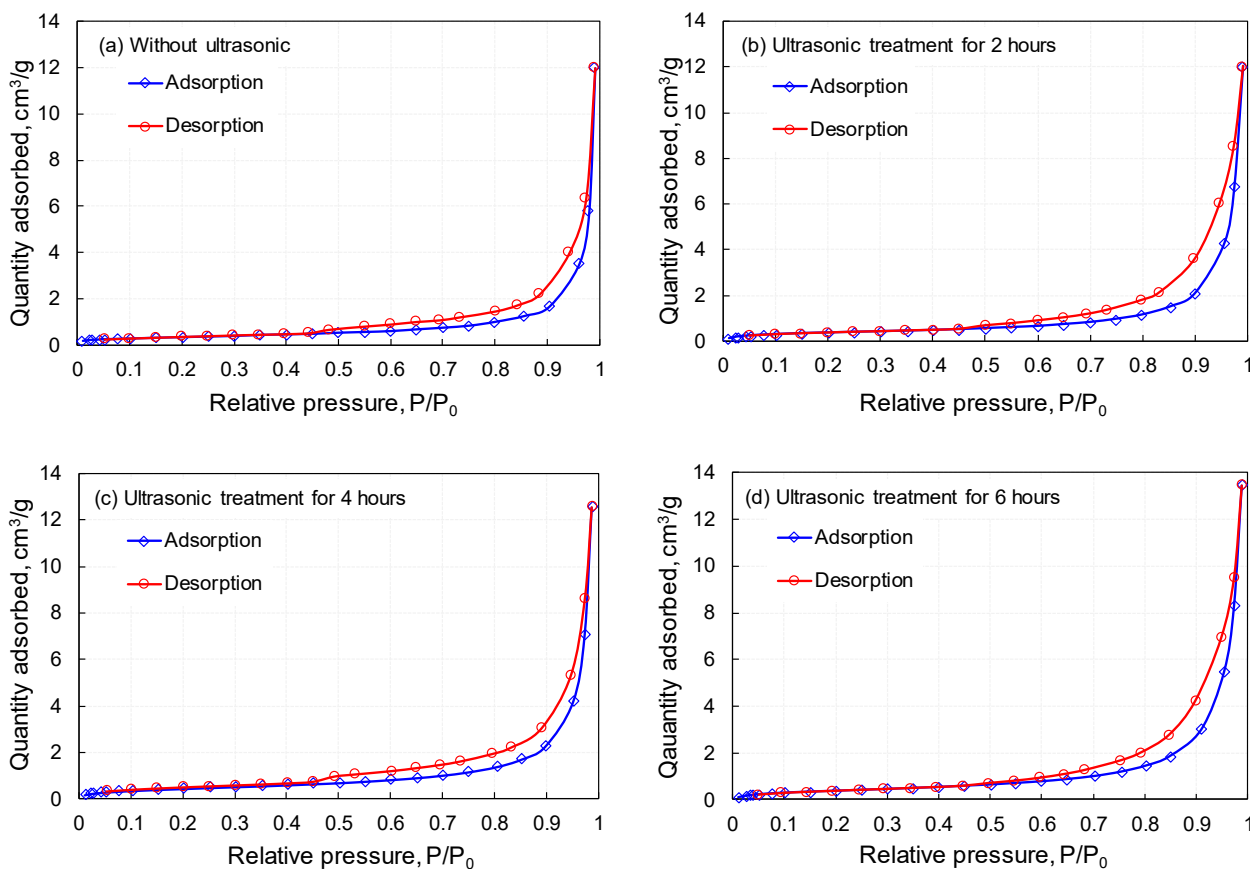 (a) Without ultrasonic
Adsorption
Desorption
Quantity adsorbed, cm³/g
14
12
10
8
6
4
2
0
0 0.1 0.2 0.3 0.4 0.5 0.6 0.7 0.8 0.9 1
Relative pressure, P/P₀
(b) Ultrasonic treatment for 2 hours
Adsorption
Desorption
Quantity adsorbed, cm³/g
14
12
10
8
6
4
2
0
0 0.1 0.2 0.3 0.4 0.5 0.6 0.7 0.8 0.9 1
Relative pressure, P/P₀
(c) Ultrasonic treatment for 4 hours
Adsorption
Desorption
Quantity adsorbed, cm³/g
14
12
10
8
6
4
2
0
0 0.1 0.2 0.3 0.4 0.5 0.6 0.7 0.8 0.9 1
Relative pressure, P/P₀
(d) Ultrasonic treatment for 6 hours
Adsorption
Desorption
Qauantity adsorbed, cm³/g
14
12
10
8
6
4
2
0
0 0.1 0.2 0.3 0.4 0.5 0.6 0.7 0.8 0.9 1
Relative pressure, P/P₀